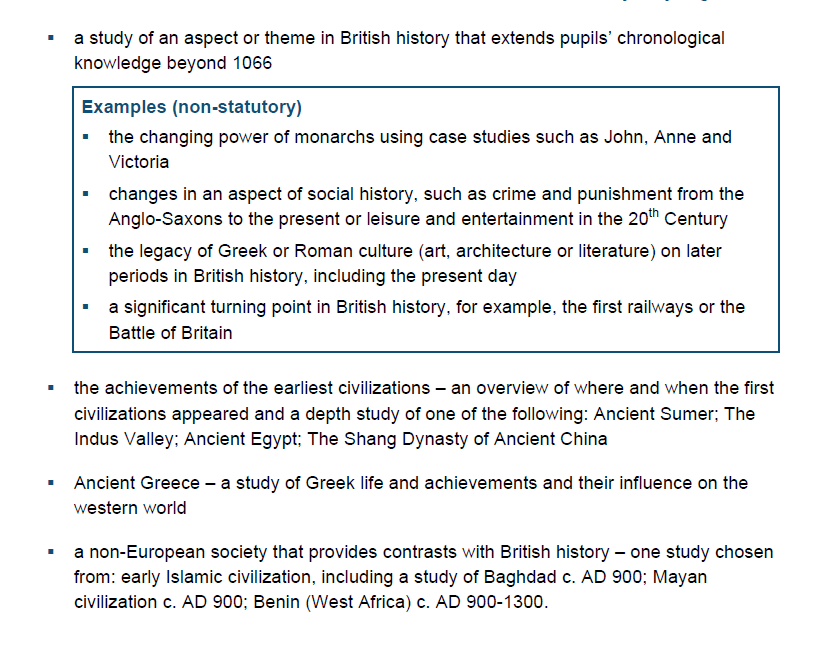 ▪ a study of an aspect or theme in British history that extends pupils’ chronological
knowledge beyond 1066
Examples (non-statutory)
▪ the changing power of monarchs using case studies such as John, Anne and
Victoria
▪ changes in an aspect of social history, such as crime and punishment from the
Anglo-Saxons to the present or leisure and entertainment in the 20th Century
▪ the legacy of Greek or Roman culture (art, architecture or literature) on later
periods in British history, including the present day
▪ a significant turning point in British history, for example, the first railways or the
Battle of Britain
▪ the achievements of the earliest civilizations – an overview of where and when the first
civilizations appeared and a depth study of one of the following: Ancient Sumer; The
Indus Valley; Ancient Egypt; The Shang Dynasty of Ancient China
▪ Ancient Greece – a study of Greek life and achievements and their influence on the
western world
▪ a non-European society that provides contrasts with British history – one study chosen
from: early Islamic civilization, including a study of Baghdad c. AD 900; Mayan
civilization c. AD 900; Benin (West Africa) c. AD 900-1300.